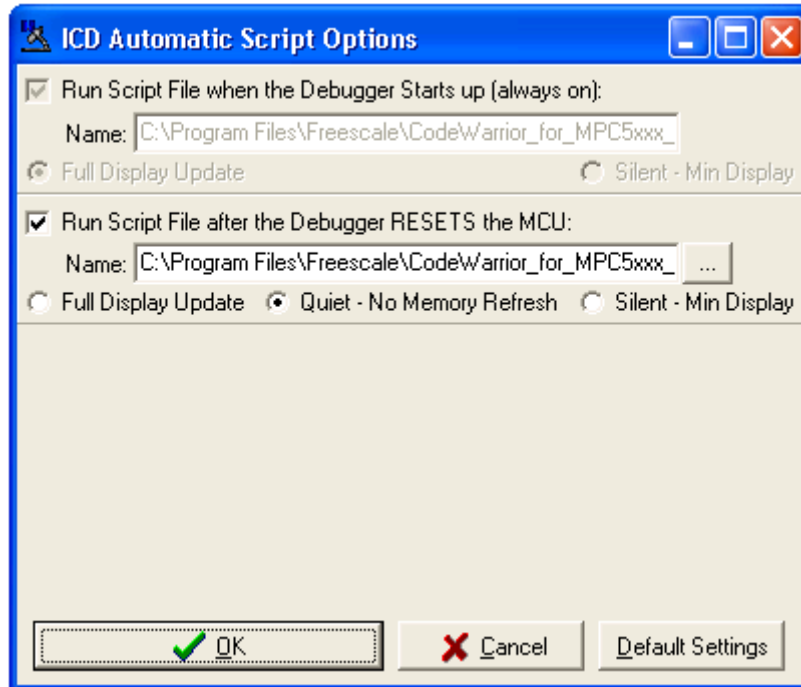 ICD Automatic Script Options
Run Script File when the Debugger Starts up (always on):
Name: C:\Program Files\Freescale\CodeWarrior_for_MPC5xxx_
Full Display Update Silent - Min Display
Run Script File after the Debugger RESETS the MCU:
Name: C:\Program Files\Freescale\CodeWarrior_for_MPC5xxx_ ...
Full Display Update Quiet - No Memory Refresh Silent - Min Display
OK Cancel Default Settings